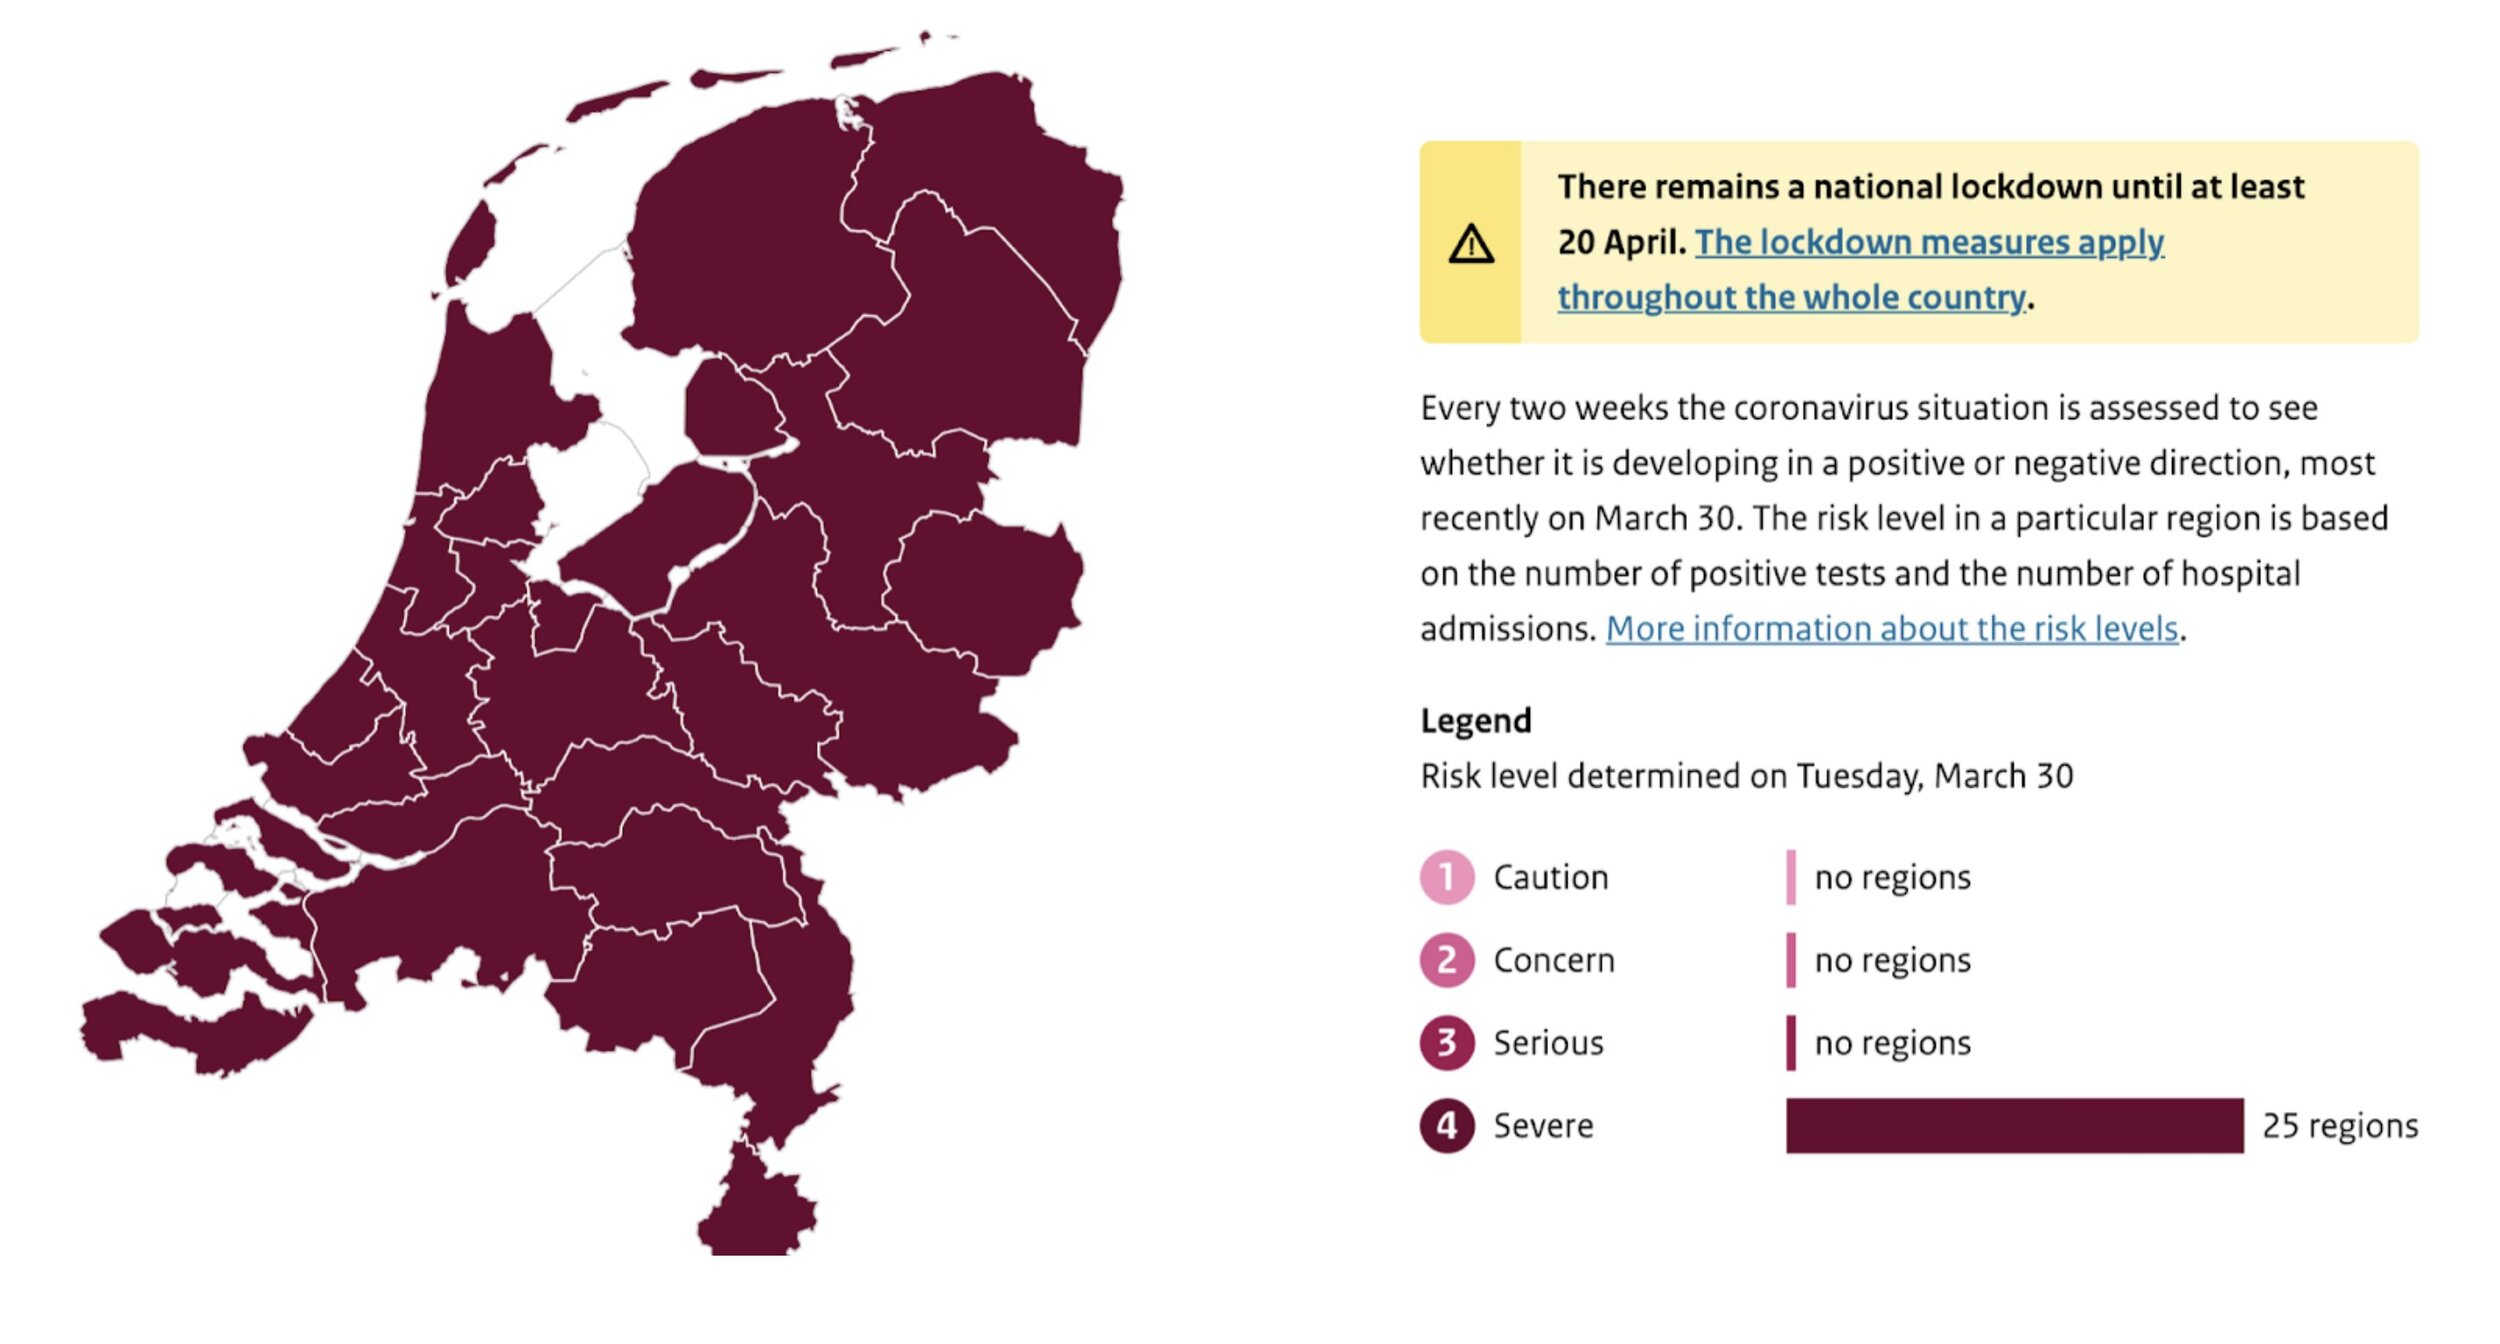 There remains a national lockdown until at least
20 April. The lockdown measures apply
throughout the whole country.
Every two weeks the coronavirus situation is assessed to see
whether it is developing in a positive or negative direction, most
recently on March 30. The risk level in a particular region is based
on the number of positive tests and the number of hospital
admissions. More information about the risk levels.
Legend
Risk level determined on Tuesday, March 30
1 Caution no regions
2 Concern no regions
3 Serious no regions
4 Severe 25 regions